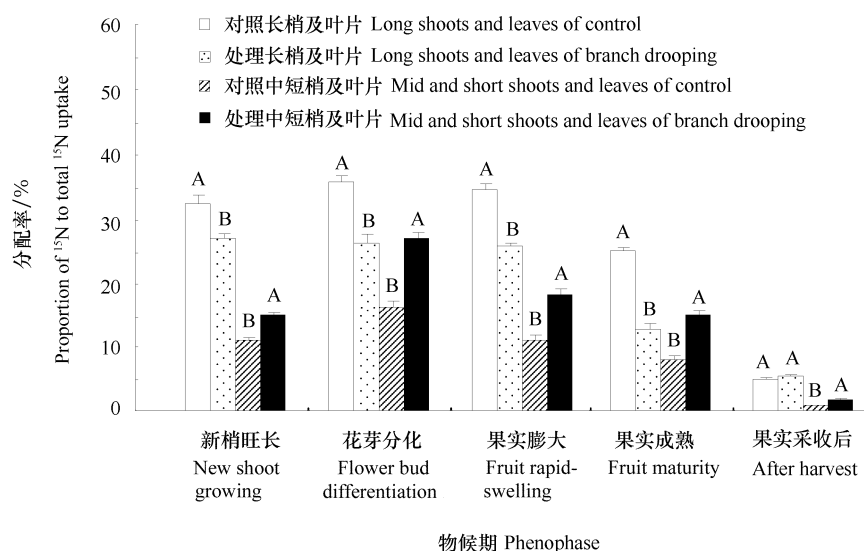 60
50
40
30
20
10
0
分配率/%
Proportion of ¹⁵N to total ¹⁵N uptake
对照长梢及叶片 Long shoots and leaves of control
处理长梢及叶片 Long shoots and leaves of branch drooping
对照中短梢及叶片 Mid and short shoots and leaves of control
处理中短梢及叶片 Mid and short shoots and leaves of branch drooping
A B B A
A B B A
A B B A
A B B A
A A B A
新梢旺长
New shoot
growing
花芽分化
Flower bud
differentiation
果实膨大
Fruit rapid-
swelling
果实成熟
Fruit maturity
果实采收后
After harvest
物候期 Phenophase